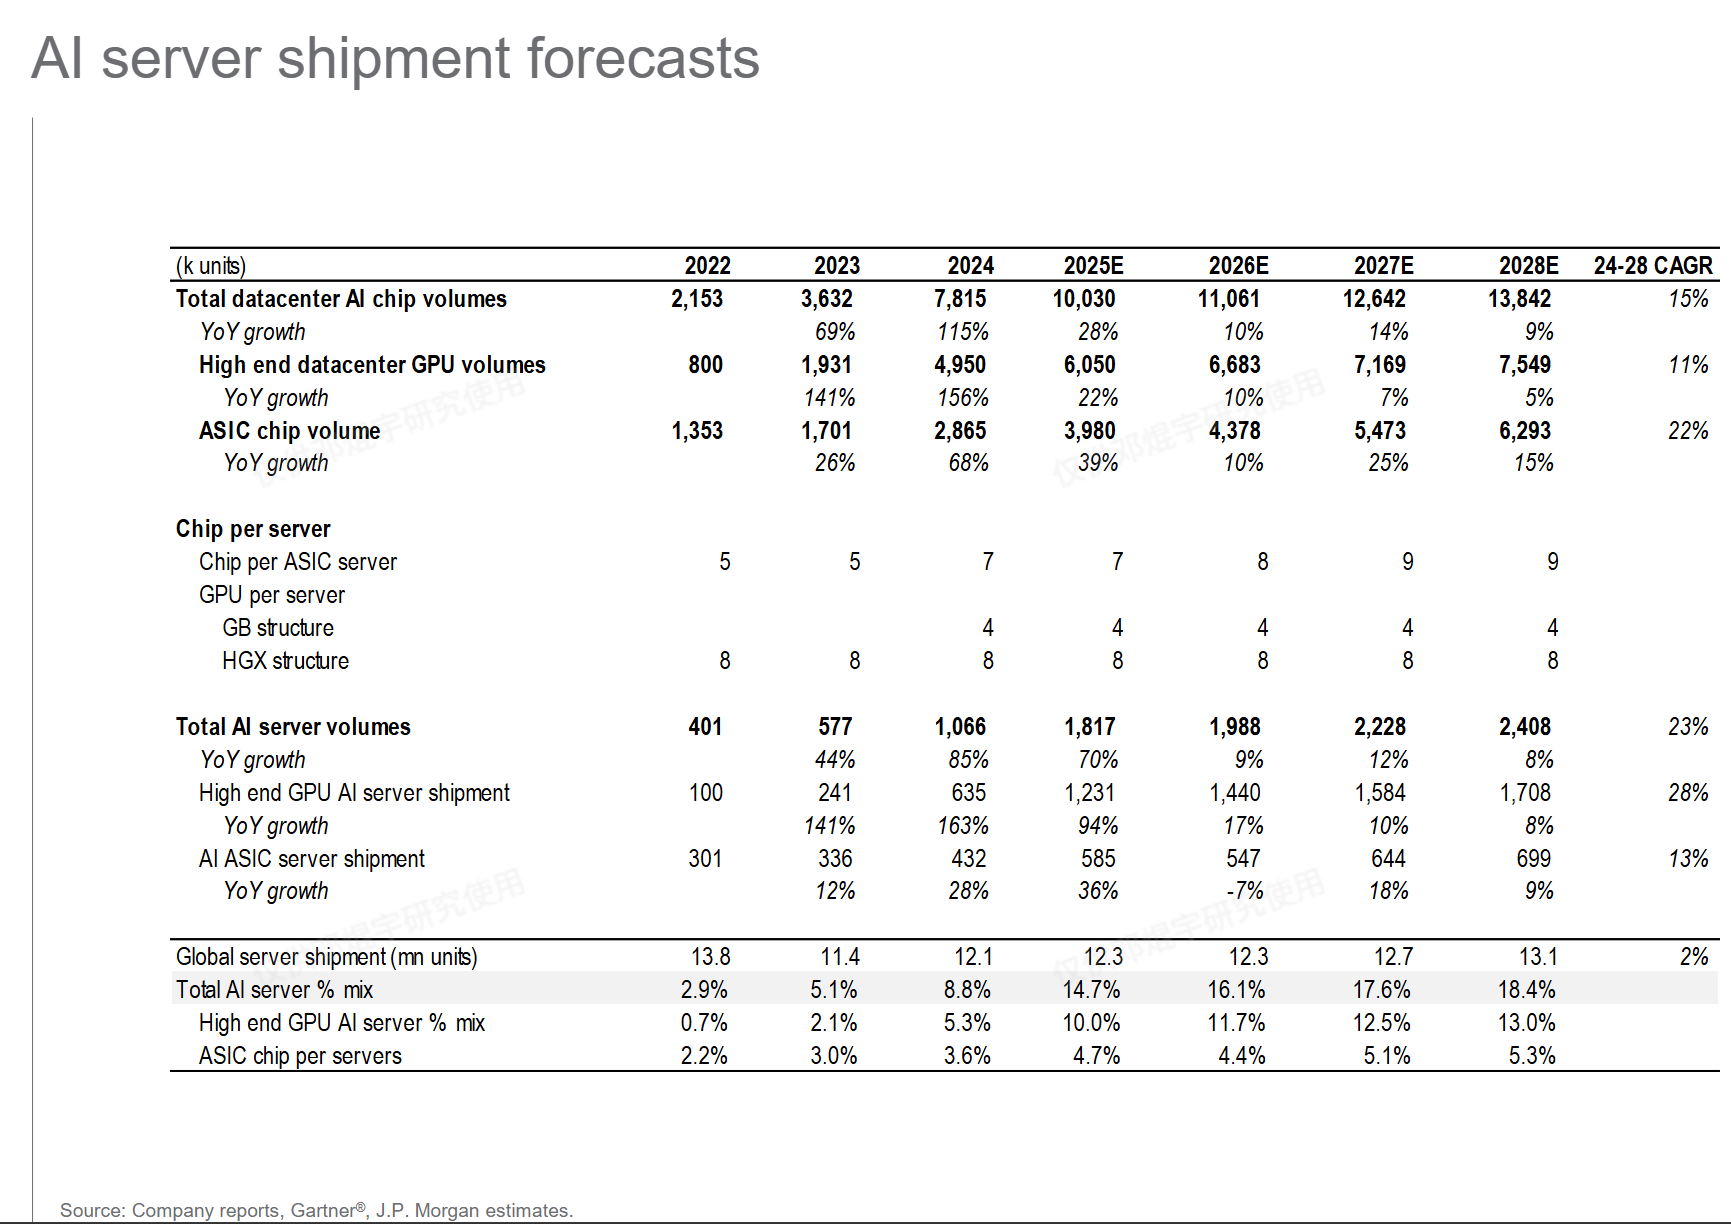 AI server shipment forecasts
(k units) 2022 2023 2024 2025E 2026E 2027E 2028E 24-28 CAGR
Total datacenter AI chip volumes 2,153 3,632 7,815 10,030 11,061 12,642 13,842 15%
YoY growth 69% 115% 28% 10% 14% 9%
High end datacenter GPU volumes 800 1,931 4,950 6,050 6,683 7,169 7,549 11%
YoY growth 141% 156% 22% 10% 7% 5%
ASIC chip volume 1,353 1,701 2,865 3,980 4,378 5,473 6,293 22%
YoY growth 26% 68% 39% 10% 25% 15%
Chip per server
Chip per ASIC server 5 5 7 7 8 9 9
GPU per server
GB structure 4 4 4 4 4
HGX structure 8 8 8 8 8 8 8
Total AI server volumes 401 577 1,066 1,817 1,988 2,228 2,408 23%
YoY growth 44% 85% 70% 9% 12% 8%
High end GPU AI server shipment 100 241 635 1,231 1,440 1,584 1,708 28%
YoY growth 141% 163% 94% 17% 10% 8%
AI ASIC server shipment 301 336 432 585 547 644 699 13%
YoY growth 12% 28% 36% -7% 18% 9%
Global server shipment (mn units) 13.8 11.4 12.1 12.3 12.3 12.7 13.1 2%
Total AI server % mix 2.9% 5.1% 8.8% 14.7% 16.1% 17.6% 18.4%
High end GPU AI server % mix 0.7% 2.1% 5.3% 10.0% 11.7% 12.5% 13.0%
ASIC chip per servers 2.2% 3.0% 3.6% 4.7% 4.4% 5.1% 5.3%
Source: Company reports, Gartner®, J.P. Morgan estimates.